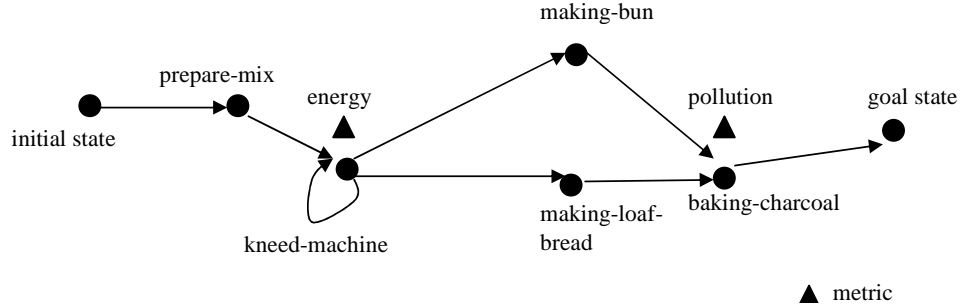 making-bun
prepare-mix
energy
pollution
goal state
initial state
kneed-machine
making-loaf-
bread
baking-charcoal
metric